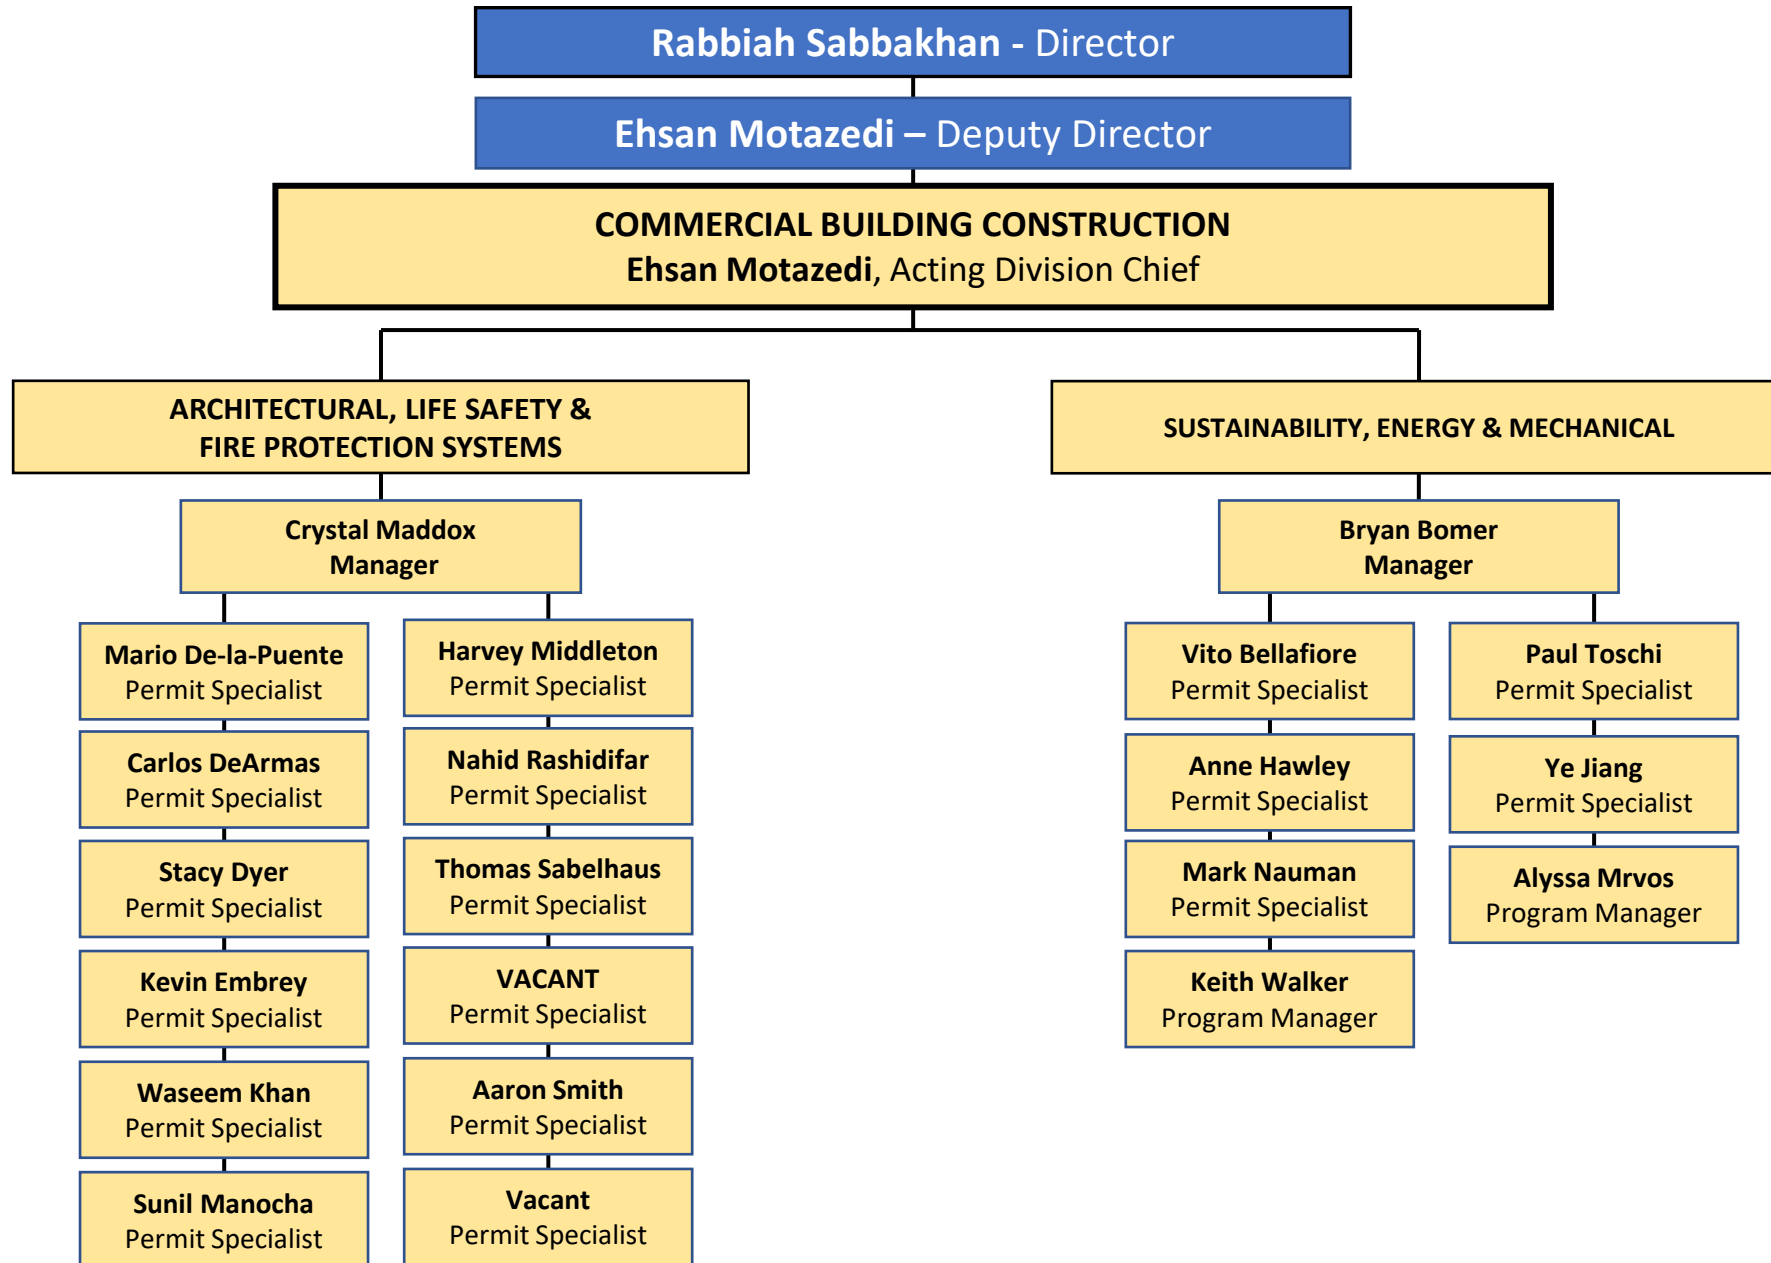 Rabbiah Sabbakhan - Director
Ehsan Motazedi – Deputy Director
COMMERCIAL BUILDING CONSTRUCTION
Ehsan Motazedi, Acting Division Chief
ARCHITECTURAL, LIFE SAFETY &
FIRE PROTECTION SYSTEMS
Crystal Maddox
Manager
Mario De-la-Puente
Permit Specialist
Carlos DeArmas
Permit Specialist
Stacy Dyer
Permit Specialist
Kevin Embrey
Permit Specialist
Waseem Khan
Permit Specialist
Sunil Manocha
Permit Specialist
Harvey Middleton
Permit Specialist
Nahid Rashidifar
Permit Specialist
Thomas Sabelhaus
Permit Specialist
VACANT
Permit Specialist
Aaron Smith
Permit Specialist
Vacant
Permit Specialist
SUSTAINABILITY, ENERGY & MECHANICAL
Bryan Bomer
Manager
Vito Bellafiore
Permit Specialist
Anne Hawley
Permit Specialist
Mark Nauman
Permit Specialist
Keith Walker
Program Manager
Paul Toschi
Permit Specialist
Ye Jiang
Permit Specialist
Alyssa Mrvos
Program Manager